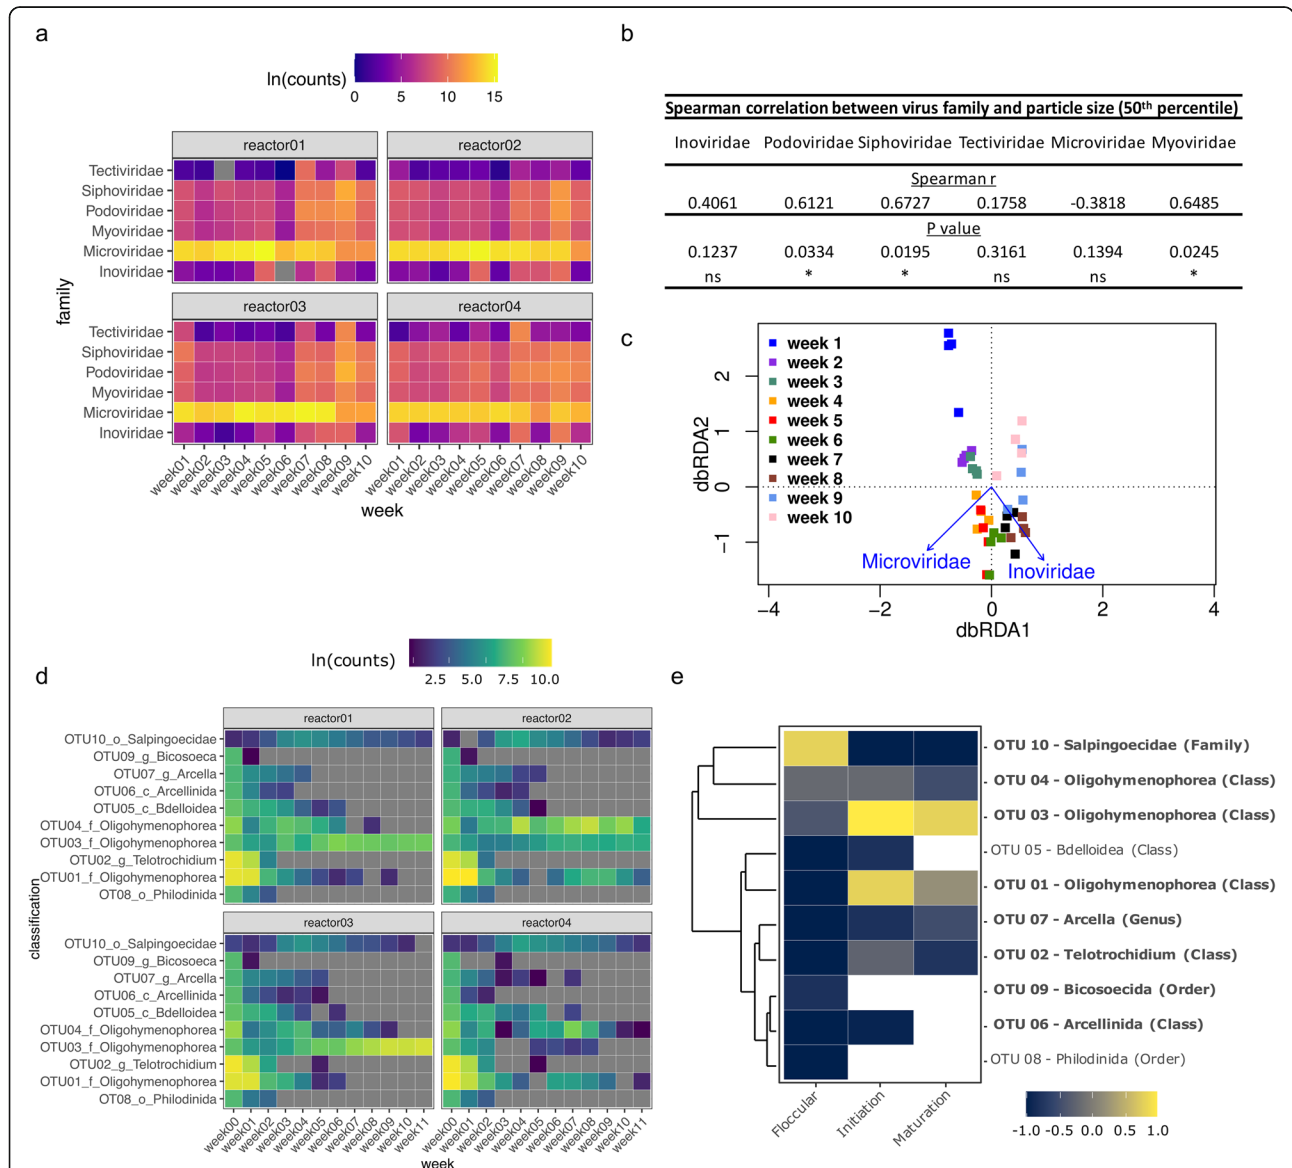 a
ln(counts)
0 5 10 15
reactor01 reactor02
Tectiviridae
Siphoviridae
Podoviridae
Myoviridae
Microviridae
Inoviridae
reactor03 reactor04
Tectiviridae
Siphoviridae
Podoviridae
Myoviridae
Microviridae
Inoviridae
family
week01 week02 week03 week04 week05 week06 week07 week08 week09 week10 week01 week02 week03 week04 week05 week06 week07 week08 week09 week10
week
b
Spearman correlation between virus family and particle size (50th percentile)
Inoviridae Podoviridae Siphoviridae Tectiviridae Microviridae Myoviridae
Spearman r
0.4061 0.6121 0.6727 0.1758 -0.3818 0.6485
P value
0.1237 0.0334 0.0195 0.3161 0.1394 0.0245
ns * * ns ns *
c
week 1
week 2
week 3
week 4
week 5
week 6
week 7
week 8
week 9
week 10
2
1
0
−1
dbRDA2
Microviridae
Inoviridae
−4 −2 0 2 4
dbRDA1
d
ln(counts)
2.5 5.0 7.5 10.0
reactor01 reactor02
OTU10_o_Salpingoecidae
OTU09_g_Bicosoeca
OTU07_g_Arcella
OTU06_c_Arcellinida
OTU05_c_Bdelloidea
OTU04_f_Oligohymenophorea
OTU03_f_Oligohymenophorea
OTU02_g_Telotrochidium
OTU01_f_Oligohymenophorea
OT08_o_Philodinida
reactor03 reactor04
OTU10_o_Salpingoecidae
OTU09_g_Bicosoeca
OTU07_g_Arcella
OTU06_c_Arcellinida
OTU05_c_Bdelloidea
OTU04_f_Oligohymenophorea
OTU03_f_Oligohymenophorea
OTU02_g_Telotrochidium
OTU01_f_Oligohymenophorea
OT08_o_Philodinida
classification
week00 week01 week02 week03 week04 week05 week06 week07 week08 week09 week10 week11 week00 week01 week02 week03 week04 week05 week06 week07 week08 week09 week10 week11
week
e
OTU 10 - Salpingoecidae (Family)
OTU 04 - Oligohymenophorea (Class)
OTU 03 - Oligohymenophorea (Class)
OTU 05 - Bdelloidea (Class)
OTU 01 - Oligohymenophorea (Class)
OTU 07 - Arcella (Genus)
OTU 02 - Telotrochidium (Class)
OTU 09 - Bicosoecida (Order)
OTU 06 - Arcellinida (Class)
OTU 08 - Philodinida (Order)
Floccular Initiation Maturation
-1.0 -0.5 0.0 0.5 1.0